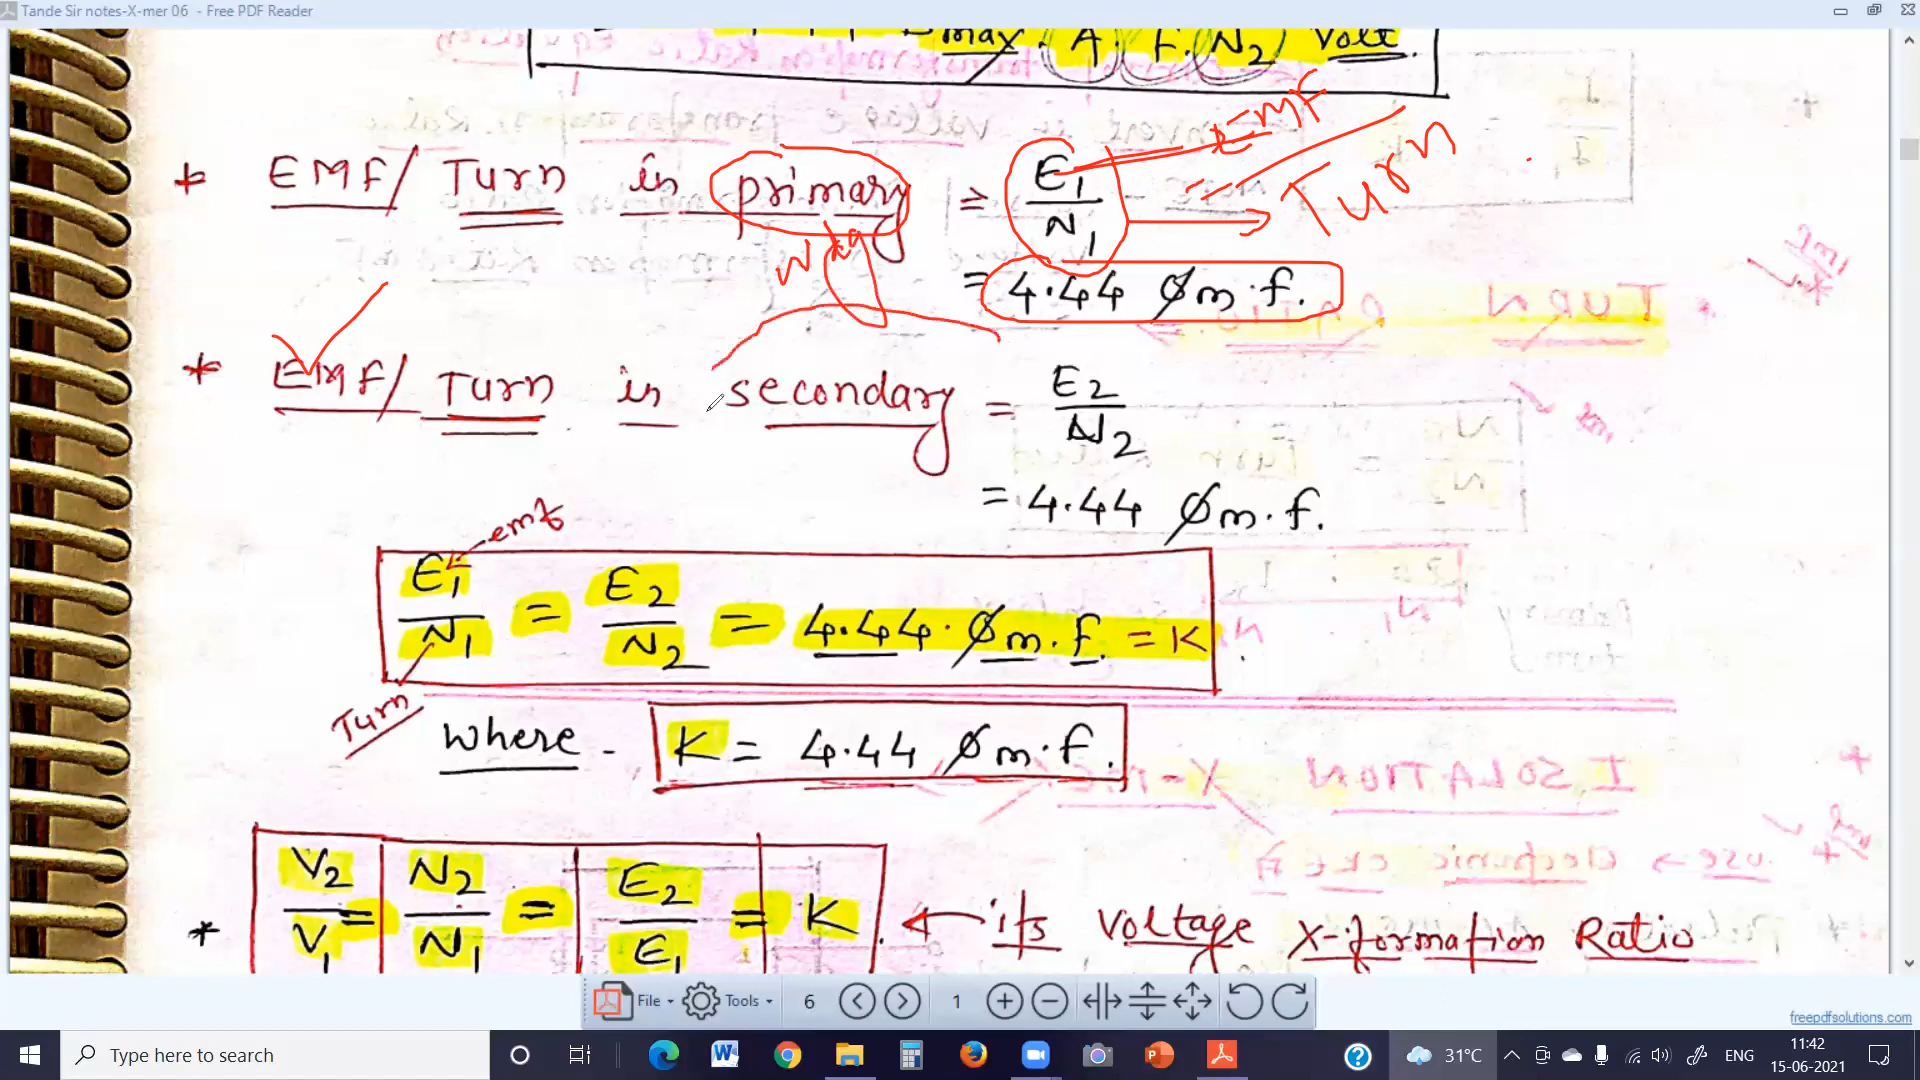 Tande Sir notes-X-mer 06 - Free PDF Reader
max . A . F. N2 Volt.
* EMF/ Turn in primary = E1/N1
EMF
Turn
wdg
= 4.44 Øm.f.
* EMF/ Turn in secondary = E2/N2
= 4.44 Øm.f.
emf
E1/N1 = E2/N2 = 4.44. Øm.f. = K
Turn
where - K = 4.44 Øm.f.
* V2/V1 = N2/N1 = E2/E1 = K. its Voltage X-formation Ratio
File Tools 6 1
freepdfsolutions.com
Type here to search
31°C ENG
11:42
15-06-2021